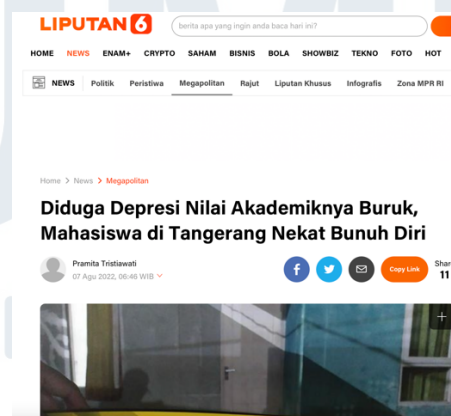 LIPUTAN 6
berita apa yang ingin anda baca hari ini?
HOME NEWS ENAM+ CRYPTO SAHAM BISNIS BOLA SHOWBIZ TEKNO FOTO HOT
NEWS Politik Peristiwa Megapolitan Rajut Liputan Khusus Infografis Zona MPR RI
Home > News > Megapolitan
Diduga Depresi Nilai Akademiknya Buruk,
Mahasiswa di Tangerang Nekat Bunuh Diri
Pramita Tristiawati
07 Agu 2022, 06:46 WIB
Copy Link
Shar
11